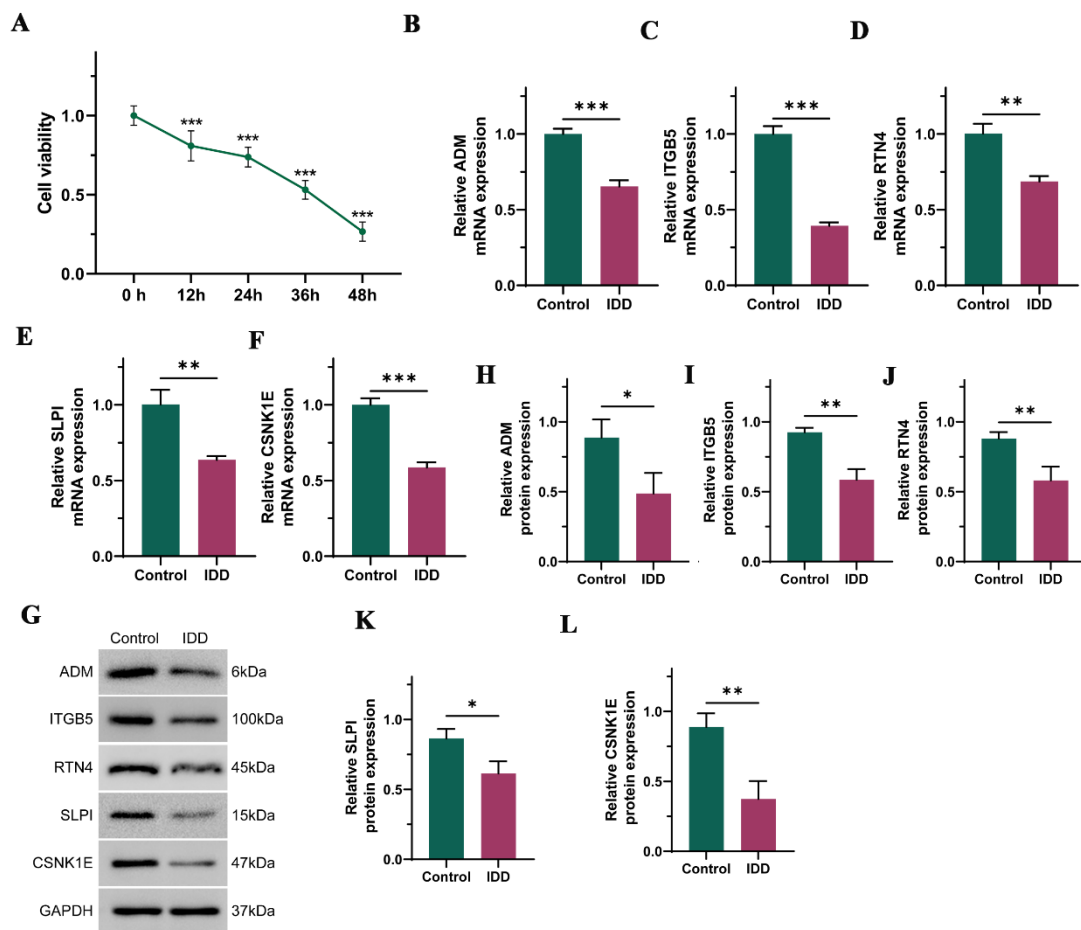 A
Cell viability
1.0
0.5
0.0
***
***
***
***
0 h
12h
24h
36h
48h
B
Relative ADM
mRNA expression
1.0
0.5
0.0
***
Control
IDD
C
Relative ITGB5
mRNA expression
1.0
0.5
0.0
***
Control
IDD
D
Relative RTN4
mRNA expression
1.0
0.5
0.0
**
Control
IDD
E
Relative SLPI
mRNA expression
1.0
0.5
0.0
**
Control
IDD
F
Relative CSNK1E
mRNA expression
1.0
0.5
0.0
***
Control
IDD
H
Relative ADM
protein expression
1.0
0.5
0.0
*
Control
IDD
I
Relative ITGB5
protein expression
1.0
0.5
0.0
**
Control
IDD
J
Relative RTN4
protein expression
1.0
0.5
0.0
**
Control
IDD
G
Control IDD
ADM 6kDa
ITGB5 100kDa
RTN4 45kDa
SLPI 15kDa
CSNK1E 47kDa
GAPDH 37kDa
K
Relative SLPI
protein expression
1.0
0.5
0.0
*
Control
IDD
L
Relative CSNK1E
protein expression
1.0
0.5
0.0
**
Control
IDD